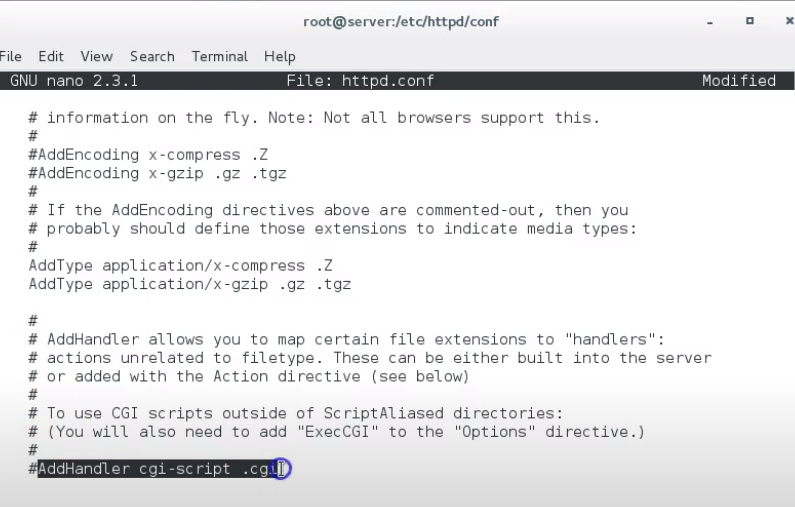 root@server:/etc/httpd/conf
File Edit View Search Terminal Help
GNU nano 2.3.1 File: httpd.conf Modified
# information on the fly. Note: Not all browsers support this.
#
#AddEncoding x-compress .Z
#AddEncoding x-gzip .gz .tgz
#
# If the AddEncoding directives above are commented-out, then you
# probably should define those extensions to indicate media types:
#
AddType application/x-compress .Z
AddType application/x-gzip .gz .tgz
#
# AddHandler allows you to map certain file extensions to "handlers":
# actions unrelated to filetype. These can be either built into the server
# or added with the Action directive (see below)
#
# To use CGI scripts outside of ScriptAliased directories:
# (You will also need to add "ExecCGI" to the "Options" directive.)
#
#AddHandler cgi-script .cgi